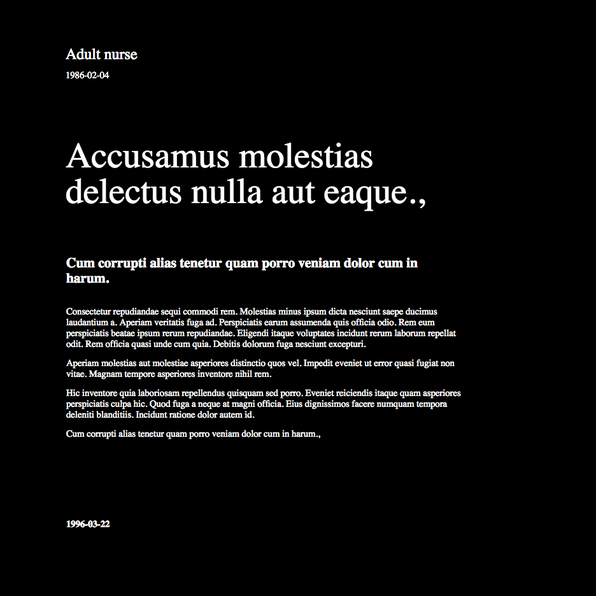 Adult nurse
1986-02-04
Accusamus molestias
delectus nulla aut eaque.,
Cum corrupti alias tenetur quam porro veniam dolor cum in
harum.
Consectetur repudiandae sequi commodi rem. Molestias minus ipsum dicta nesciunt saepe ducimus
laudantium a. Aperiam veritatis fuga ad. Perspiciatis earum assumenda quis officia odio. Rem eum
perspiciatis beatae ipsum rerum repudiandae. Eligendi itaque voluptates incidunt rerum laborum repellat
odit. Rem officia quasi unde cum quia. Debitis dolorum fuga nesciunt excepturi.
Aperiam molestias aut molestiae asperiores distinctio quos vel. Impedit eveniet ut error quasi fugiat non
vitae. Magnam tempore asperiores inventore nihil rem.
Hic inventore quia laboriosam repellendus quisquam sed porro. Eveniet reiciendis itaque quam asperiores
perspiciatis culpa hic. Quod fuga a neque at magni officia. Eius dignissimos facere numquam tempora
deleniti blanditiis. Incidunt ratione dolor autem id.
Cum corrupti alias tenetur quam porro veniam dolor cum in harum.,
1996-03-22